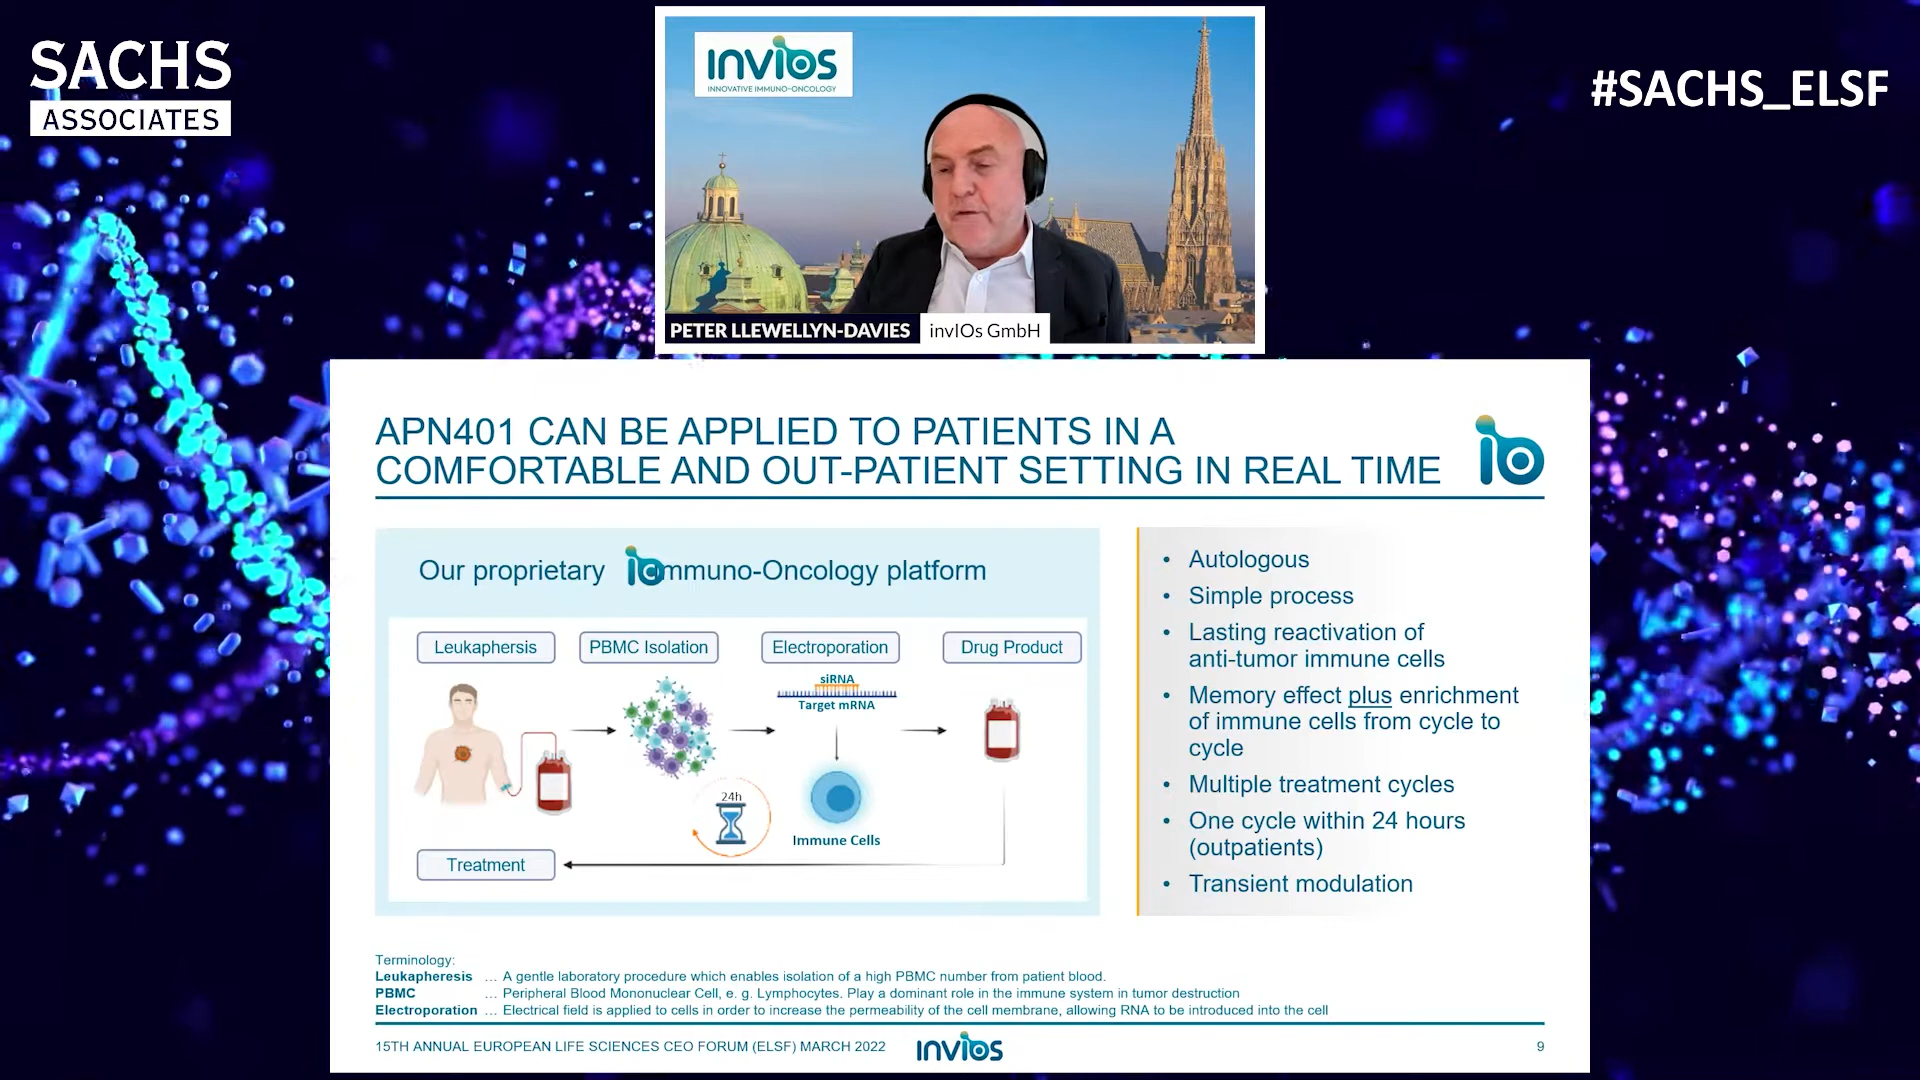 SACHS
ASSOCIATES
invIOs
INNOVATIVE IMMUNO-ONCOLOGY
#SACHS_ELSF
PETER LLEWELLYN-DAVIES invIOs GmbH
APN401 CAN BE APPLIED TO PATIENTS IN A
COMFORTABLE AND OUT-PATIENT SETTING IN REAL TIME
io
Our proprietary io mmuno-Oncology platform
Leukaphersis
PBMC Isolation
Electroporation
Drug Product
siRNA
Target mRNA
24h
Immune Cells
Treatment
• Autologous
• Simple process
• Lasting reactivation of
anti-tumor immune cells
• Memory effect plus enrichment
of immune cells from cycle to
cycle
• Multiple treatment cycles
• One cycle within 24 hours
(outpatients)
• Transient modulation
Terminology:
Leukapheresis … A gentle laboratory procedure which enables isolation of a high PBMC number from patient blood.
PBMC … Peripheral Blood Mononuclear Cell, e. g. Lymphocytes. Play a dominant role in the immune system in tumor destruction
Electroporation … Electrical field is applied to cells in order to increase the permeability of the cell membrane, allowing RNA to be introduced into the cell
15TH ANNUAL EUROPEAN LIFE SCIENCES CEO FORUM (ELSF) MARCH 2022
invIOs
9